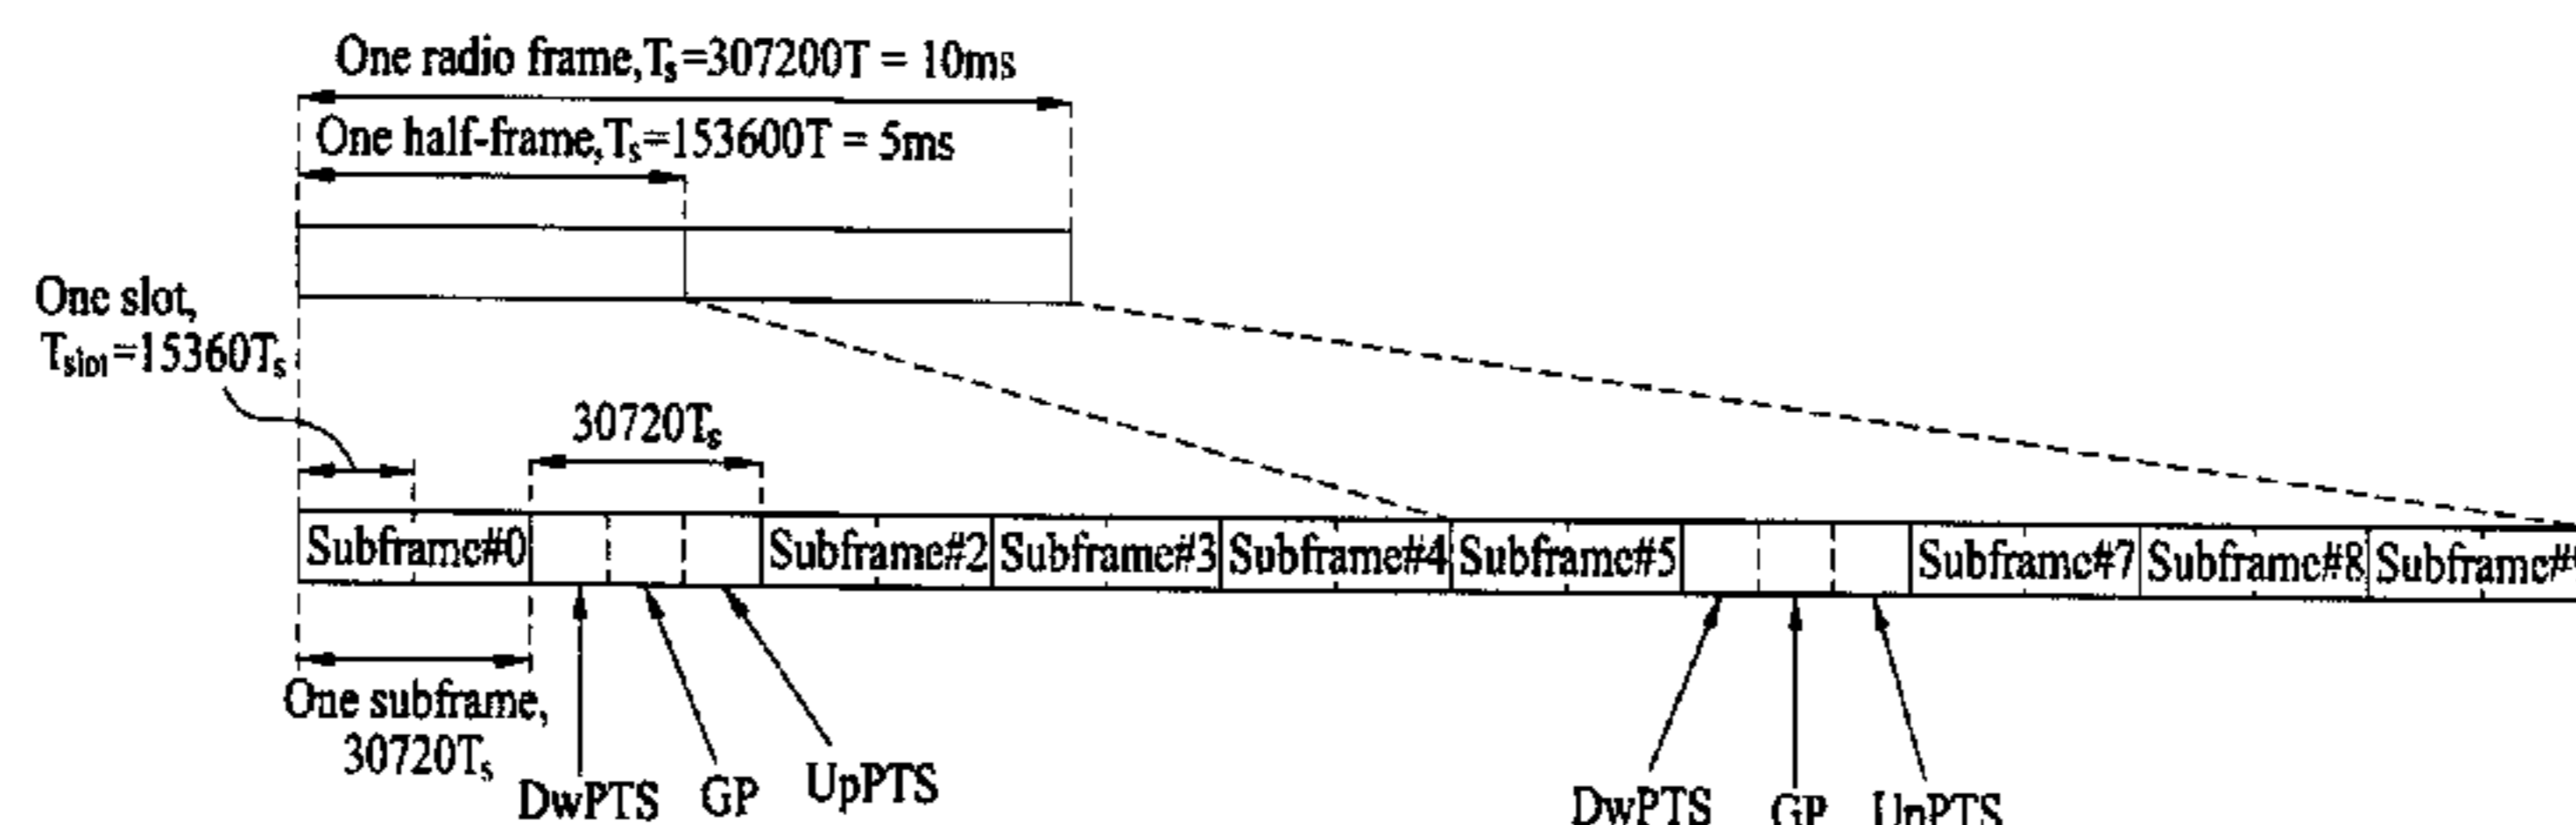 One radio frame,Ts=307200T = 10ms
One half-frame,Ts=153600T = 5ms
One slot,
Tslot=15360Ts
30720Ts
Subframe#0
Subframe#2
Subframe#3
Subframe#4
Subframe#5
Subframe#7
Subframe#8
Subframe#9
One subframe,
30720Ts
DwPTS
GP
UpPTS
DwPTS
GP
UpPTS